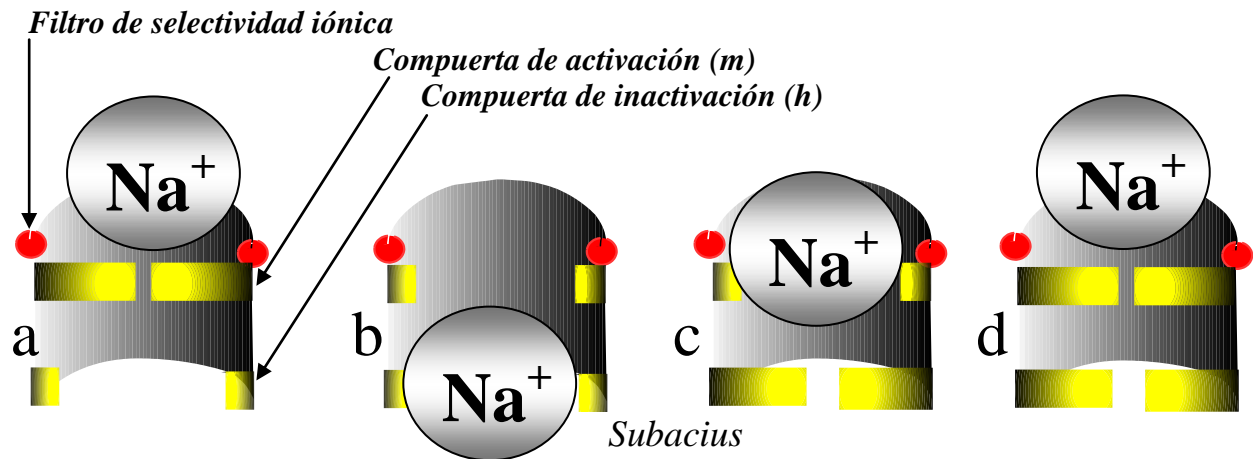 Filtro de selectividad iónica
Compuerta de activación (m)
Compuerta de inactivación (h)
Na⁺
Na⁺
Na⁺
Na⁺
a
b
c
d
Subacius